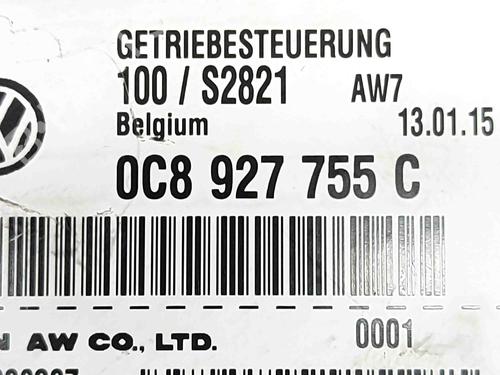 GETRIEBESTEUERUNG
100 / S2821 AW7
Belgium 13.01.15
0C8 927 755 C
AW CO., LTD. 0001